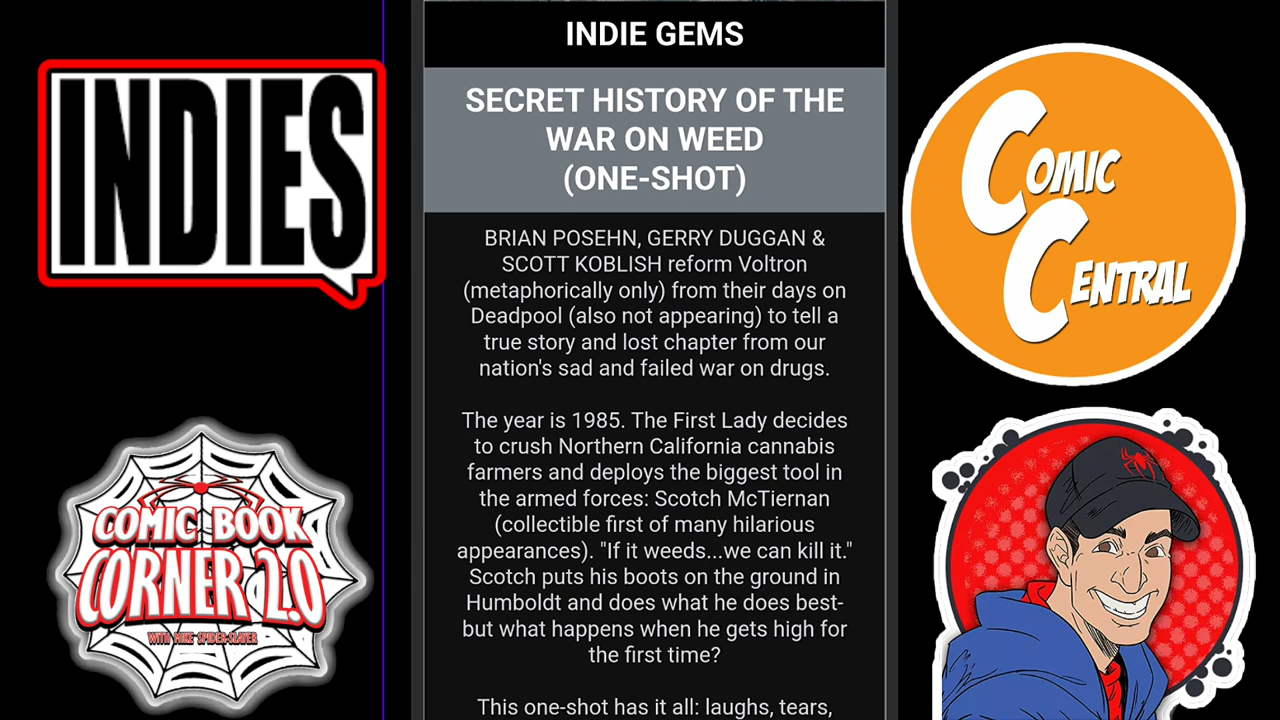 INDIE GEMS
INDIES
SECRET HISTORY OF THE
WAR ON WEED
(ONE-SHOT)
COMIC
CENTRAL
BRIAN POSEHN, GERRY DUGGAN &
SCOTT KOBLISH reform Voltron
(metaphorically only) from their days on
Deadpool (also not appearing) to tell a
true story and lost chapter from our
nation's sad and failed war on drugs.
The year is 1985. The First Lady decides
to crush Northern California cannabis
farmers and deploys the biggest tool in
the armed forces: Scotch McTiernan
(collectible first of many hilarious
appearances). "If it weeds...we can kill it."
Scotch puts his boots on the ground in
Humboldt and does what he does best-
but what happens when he gets high for
the first time?
This one-shot has it all: laughs, tears,
COMIC BOOK
CORNER 2.0
WITH MIKE SPIDER-SLAYER